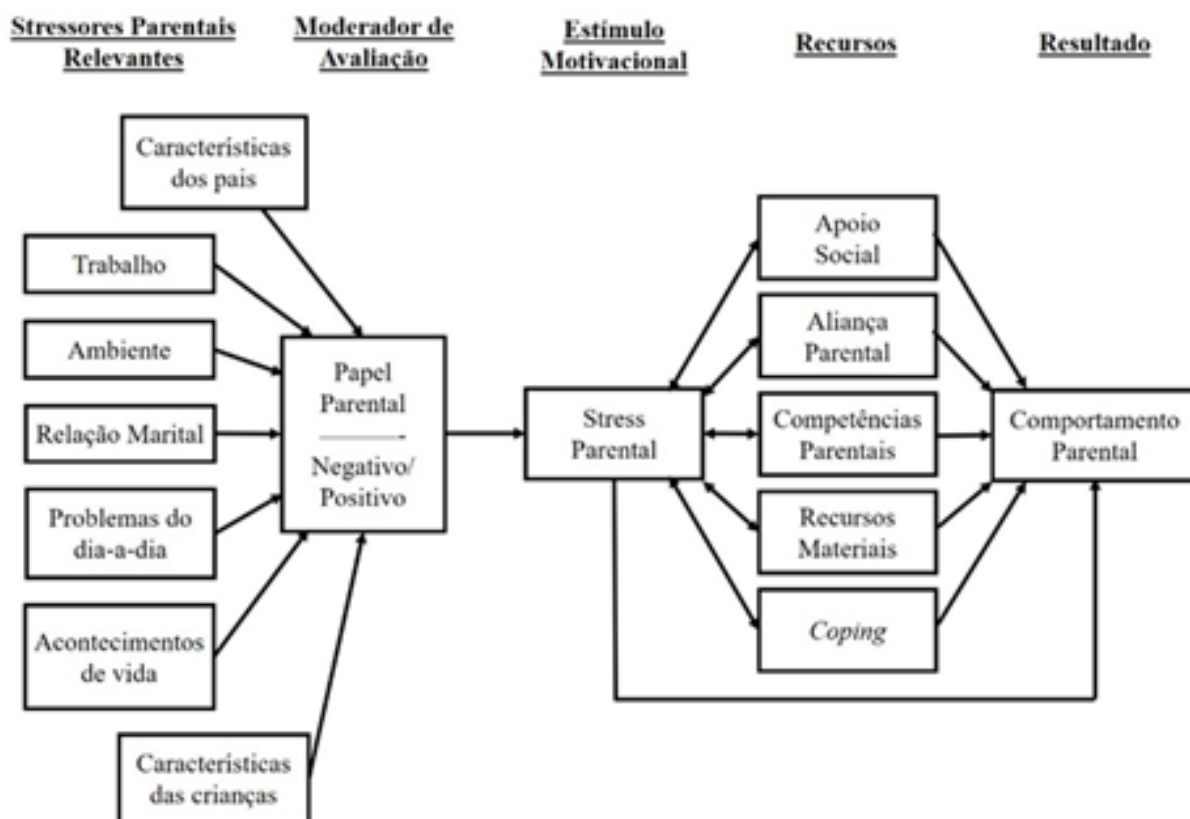 Stressores Parentais
Relevantes
Moderador de
Avaliação
Estímulo
Motivacional
Recursos
Resultado
Características
dos pais
Trabalho
Ambiente
Relação Marital
Problemas do
dia-a-dia
Acontecimentos
de vida
Características
das crianças
Papel
Parental
Negativo/
Positivo
Stress
Parental
Apoio
Social
Aliança
Parental
Competências
Parentais
Recursos
Materiais
Coping
Comportamento
Parental